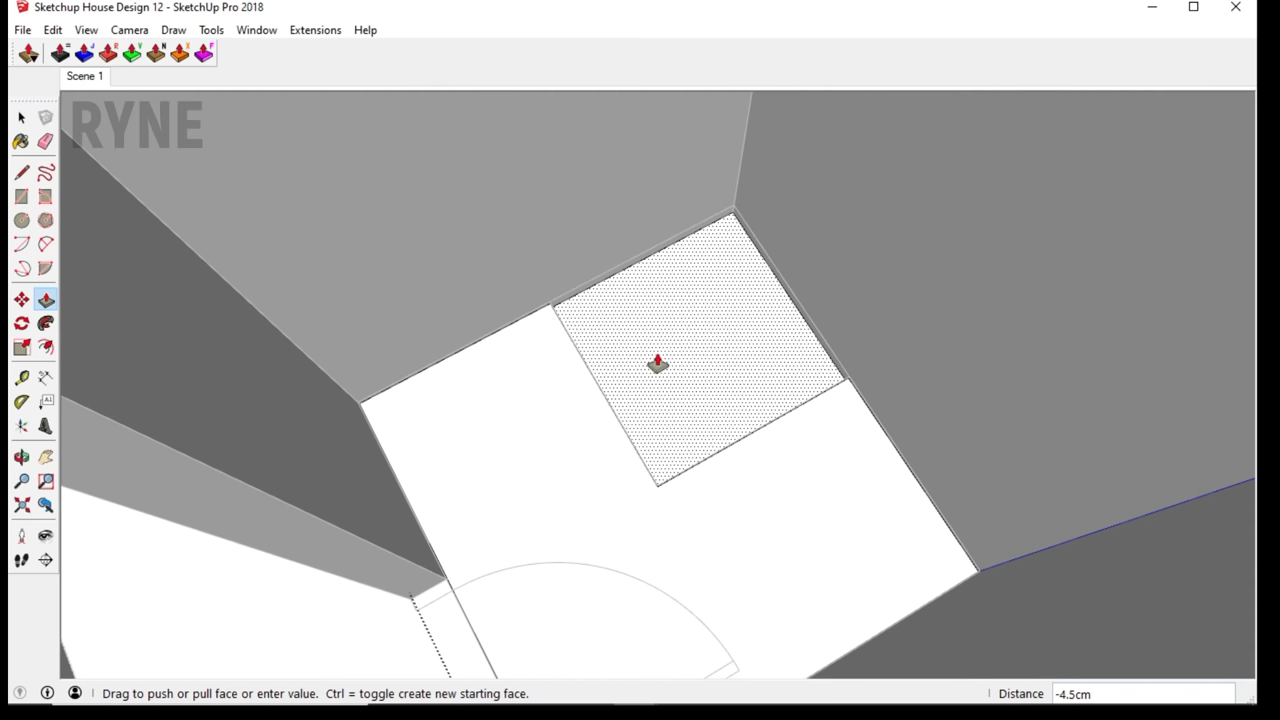 Sketchup House Design 12 - SketchUp Pro 2018
File Edit View Camera Draw Tools Window Extensions Help
= J R V N X F
Scene 1
RYNE
A1
Drag to push or pull face or enter value. Ctrl = toggle create new starting face.
Distance -4.5cm